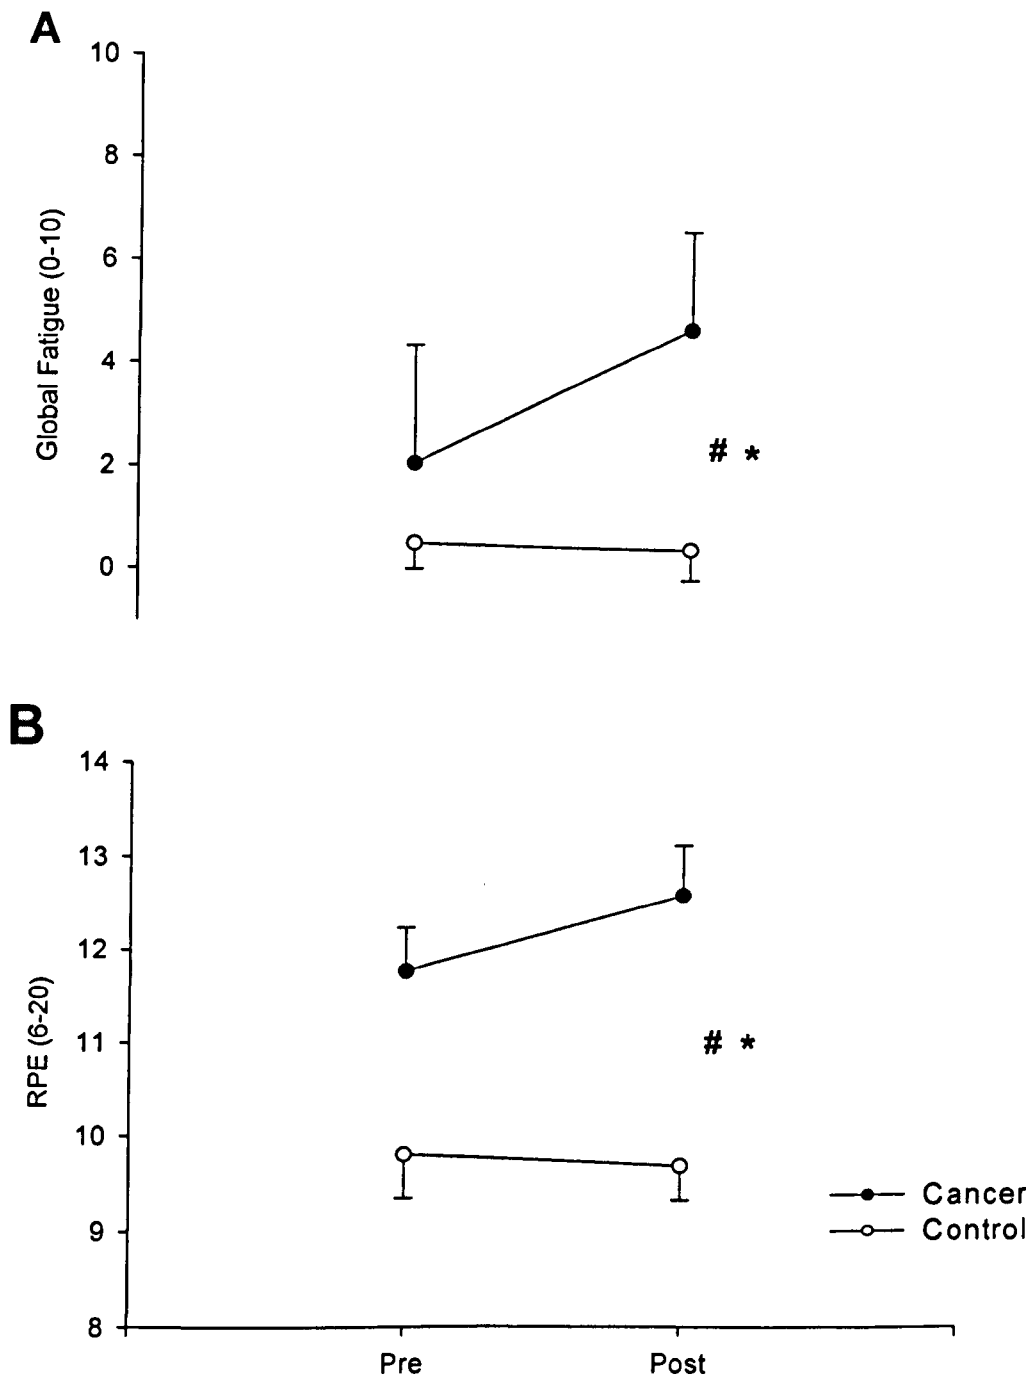 A
10
8
6
4
2
0
Global Fatigue (0-10)
# *
B
14
13
12
11
10
9
8
RPE (6-20)
# *
Cancer
Control
Pre Post